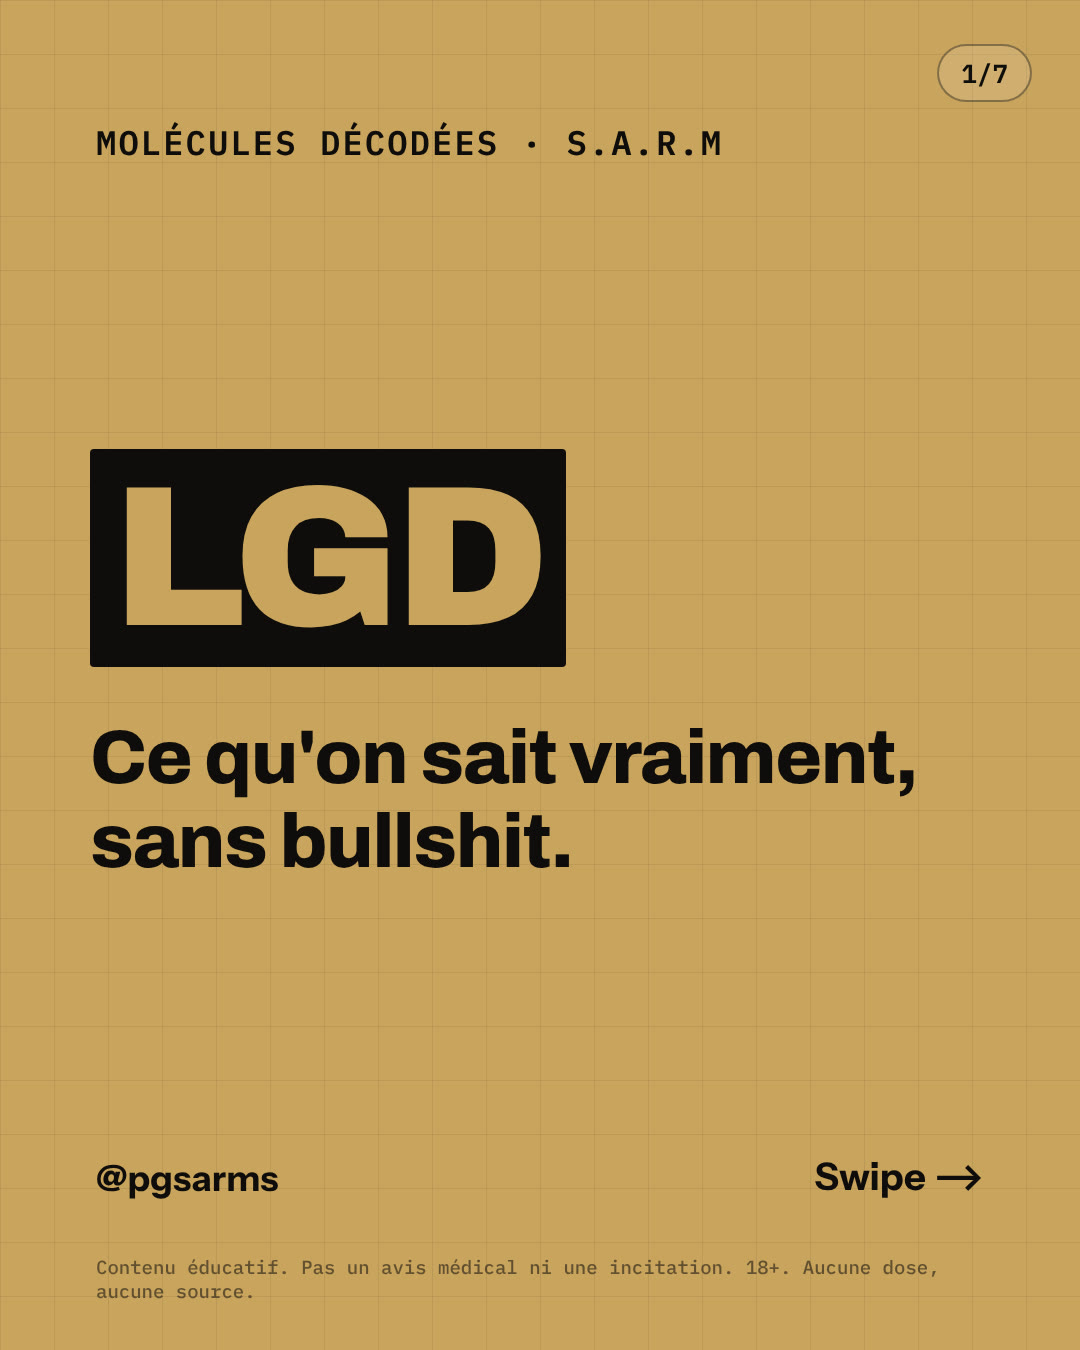 1/7
MOLÉCULES DÉCODÉES · S.A.R.M
LGD
Ce qu'on sait vraiment,
sans bullshit.
@pgsarms
Swipe →
Contenu éducatif. Pas un avis médical ni une incitation. 18+. Aucune dose,
aucune source.